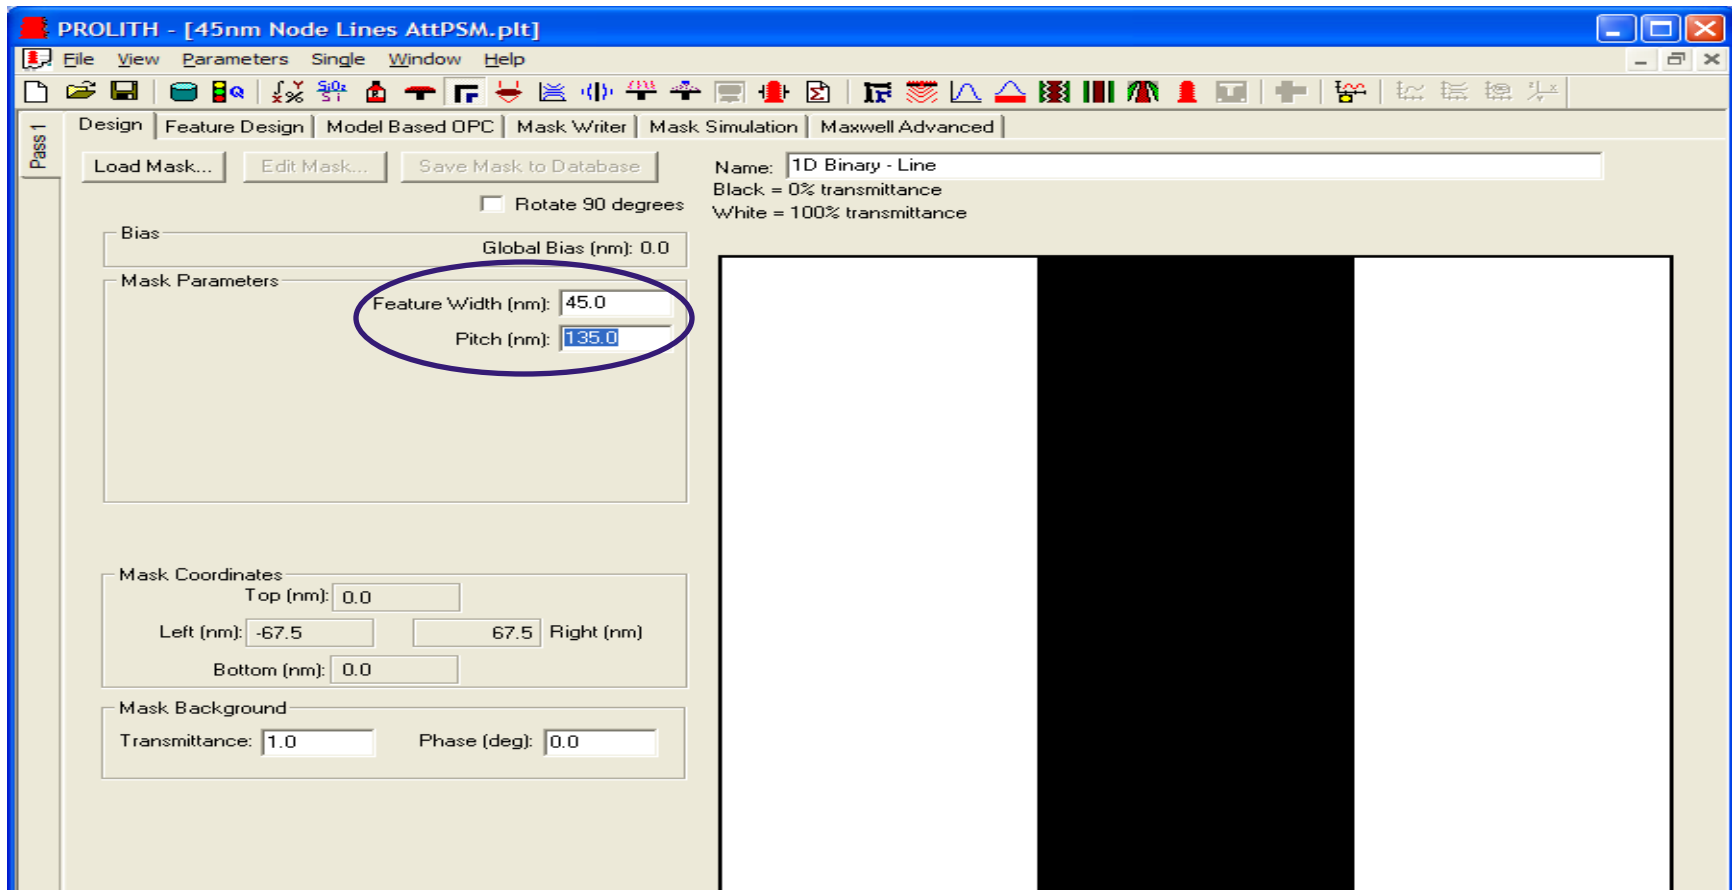 PROLITH - [45nm Node Lines AttPSM.plt]
File View Parameters Single Window Help
Pass 1
Design Feature Design Model Based OPC Mask Writer Mask Simulation Maxwell Advanced
Load Mask... Edit Mask... Save Mask to Database
Rotate 90 degrees
Name: 1D Binary - Line
Black = 0% transmittance
White = 100% transmittance
Bias
Global Bias (nm): 0.0
Mask Parameters
Feature Width (nm): 45.0
Pitch (nm): 135.0
Mask Coordinates
Top (nm): 0.0
Left (nm): -67.5 67.5 Right (nm)
Bottom (nm): 0.0
Mask Background
Transmittance: 1.0 Phase (deg): 0.0